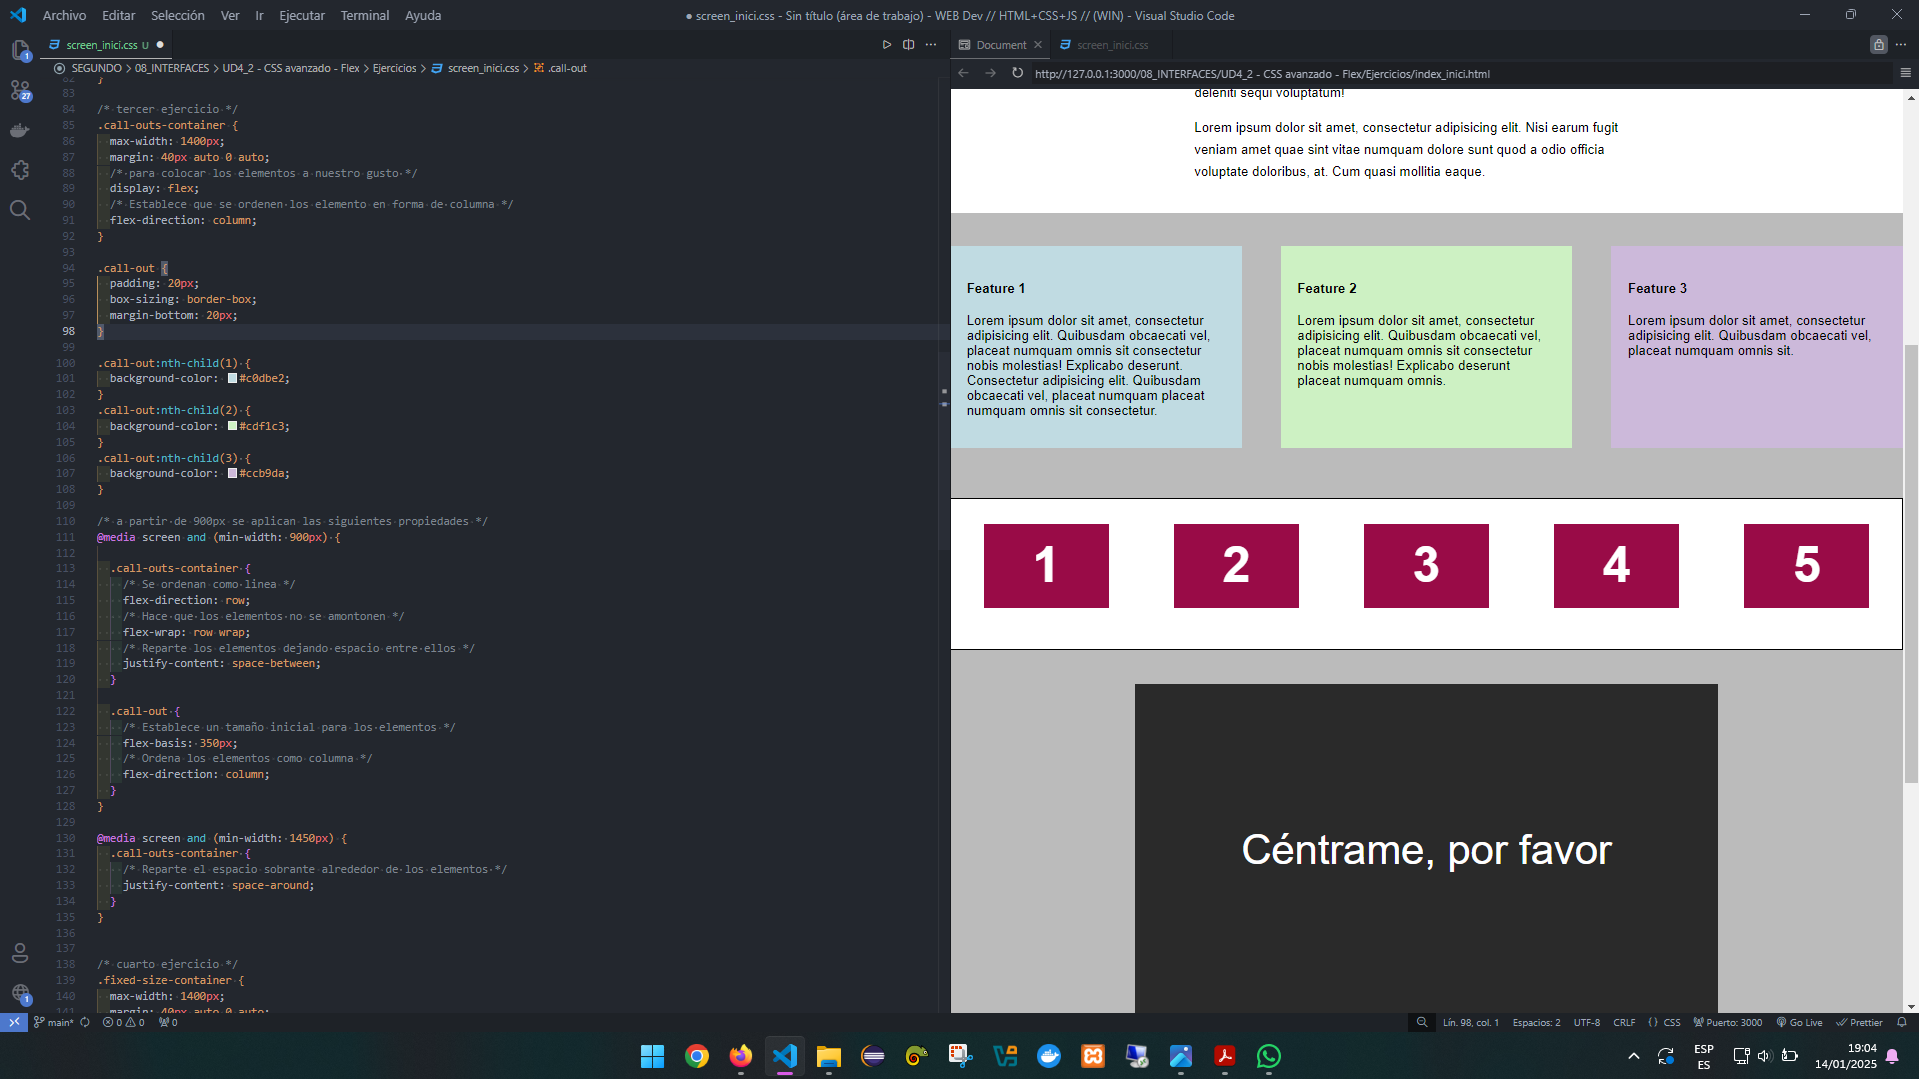 Archivo Editar Selección Ver Ir Ejecutar Terminal Ayuda
● screen_inici.css - Sin título (área de trabajo) - WEB Dev // HTML+CSS+JS // (WIN) - Visual Studio Code
screen_inici.css U ●
SEGUNDO > 08_INTERFACES > UD4_2 - CSS avanzado - Flex > Ejercicios > screen_inici.css > .call-out
82 }
83
84 /* tercer ejercicio */
85 .call-outs-container {
86 max-width: 1400px;
87 margin: 40px auto 0 auto;
88 /* para colocar los elementos a nuestro gusto */
89 display: flex;
90 /* Establece que se ordenen los elemento en forma de columna */
91 flex-direction: column;
92 }
93
94 .call-out {
95 padding: 20px;
96 box-sizing: border-box;
97 margin-bottom: 20px;
98 }
99
100 .call-out:nth-child(1) {
101 background-color: #c0dbe2;
102 }
103 .call-out:nth-child(2) {
104 background-color: #cdf1c3;
105 }
106 .call-out:nth-child(3) {
107 background-color: #ccb9da;
108 }
109
110 /* a partir de 900px se aplican las siguientes propiedades */
111 @media screen and (min-width: 900px) {
112
113 .call-outs-container {
114 /* Se ordenan como linea */
115 flex-direction: row;
116 /* Hace que los elementos no se amontonen */
117 flex-wrap: row wrap;
118 /* Reparte los elementos dejando espacio entre ellos */
119 justify-content: space-between;
120 }
121
122 .call-out {
123 /* Establece un tamaño inicial para los elementos */
124 flex-basis: 350px;
125 /* Ordena los elementos como columna */
126 flex-direction: column;
127 }
128 }
129
130 @media screen and (min-width: 1450px) {
131 .call-outs-container {
132 /* Reparte el espacio sobrante alrededor de los elementos */
133 justify-content: space-around;
134 }
135 }
136
137
138 /* cuarto ejercicio */
139 .fixed-size-container {
140 max-width: 1400px;
141 margin: 40px auto 0 auto;
Document screen_inici.css
http://127.0.0.1:3000/08_INTERFACES/UD4_2 - CSS avanzado - Flex/Ejercicios/index_inici.html
deleniti sequi voluptatum!
Lorem ipsum dolor sit amet, consectetur adipisicing elit. Nisi earum fugit
veniam amet quae sint vitae numquam dolore sunt quod a odio officia
voluptate doloribus, at. Cum quasi mollitia eaque.
Feature 1
Lorem ipsum dolor sit amet, consectetur
adipisicing elit. Quibusdam obcaecati vel,
placeat numquam omnis sit consectetur
nobis molestias! Explicabo deserunt.
Consectetur adipisicing elit. Quibusdam
obcaecati vel, placeat numquam placeat
numquam omnis sit consectetur.
Feature 2
Lorem ipsum dolor sit amet, consectetur
adipisicing elit. Quibusdam obcaecati vel,
placeat numquam omnis sit consectetur
nobis molestias! Explicabo deserunt
placeat numquam omnis.
Feature 3
Lorem ipsum dolor sit amet, consectetur
adipisicing elit. Quibusdam obcaecati vel,
placeat numquam omnis sit.
1 2 3 4 5
Céntrame, por favor
1
27
1
main* 0 0 0
Lín. 98, col. 1 Espacios: 2 UTF-8 CRLF { } CSS Puerto: 3000 Go Live Prettier
ESP
ES
19:04
14/01/2025